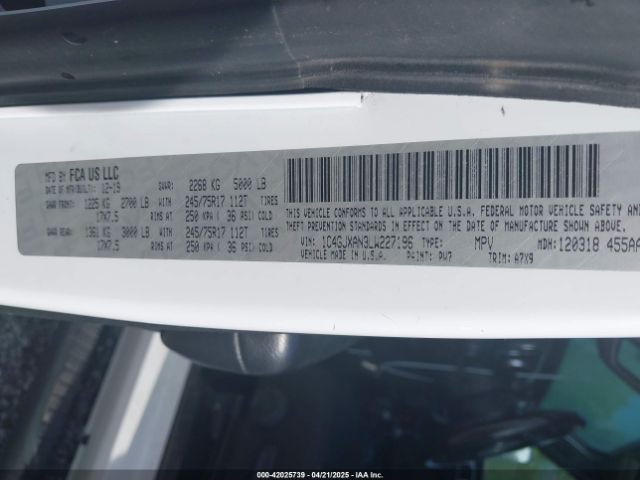 MFD BY FCA US LLC
DATE OF MFR(BUILT): 12-19 GVWR: 2268 KG 5000 LB
GAWR FRONT: 1225 KG 2700 LB WITH 245/75R17 112T TIRES
17X7.5 RIMS AT 250 KPA ( 36 PSI) COLD
GAWR REAR: 1361 KG 3000 LB WITH 245/75R17 112T TIRES
17X7.5 RIMS AT 250 KPA ( 36 PSI) COLD
THIS VEHICLE CONFORMS TO ALL APPLICABLE U.S.A. FEDERAL MOTOR VEHICLE SAFETY AND
THEFT PREVENTION STANDARDS IN EFFECT ON THE DATE OF MANUFACTURE SHOWN ABOVE.
VIN: 1C4GJXAN3LW227196 TYPE: MPV MDH: 120318 455AA
VEHICLE MADE IN U.S.A. PAINT: PW7 TRIM: A7X9
000-42025739 - 04/21/2025 - IAA Inc.